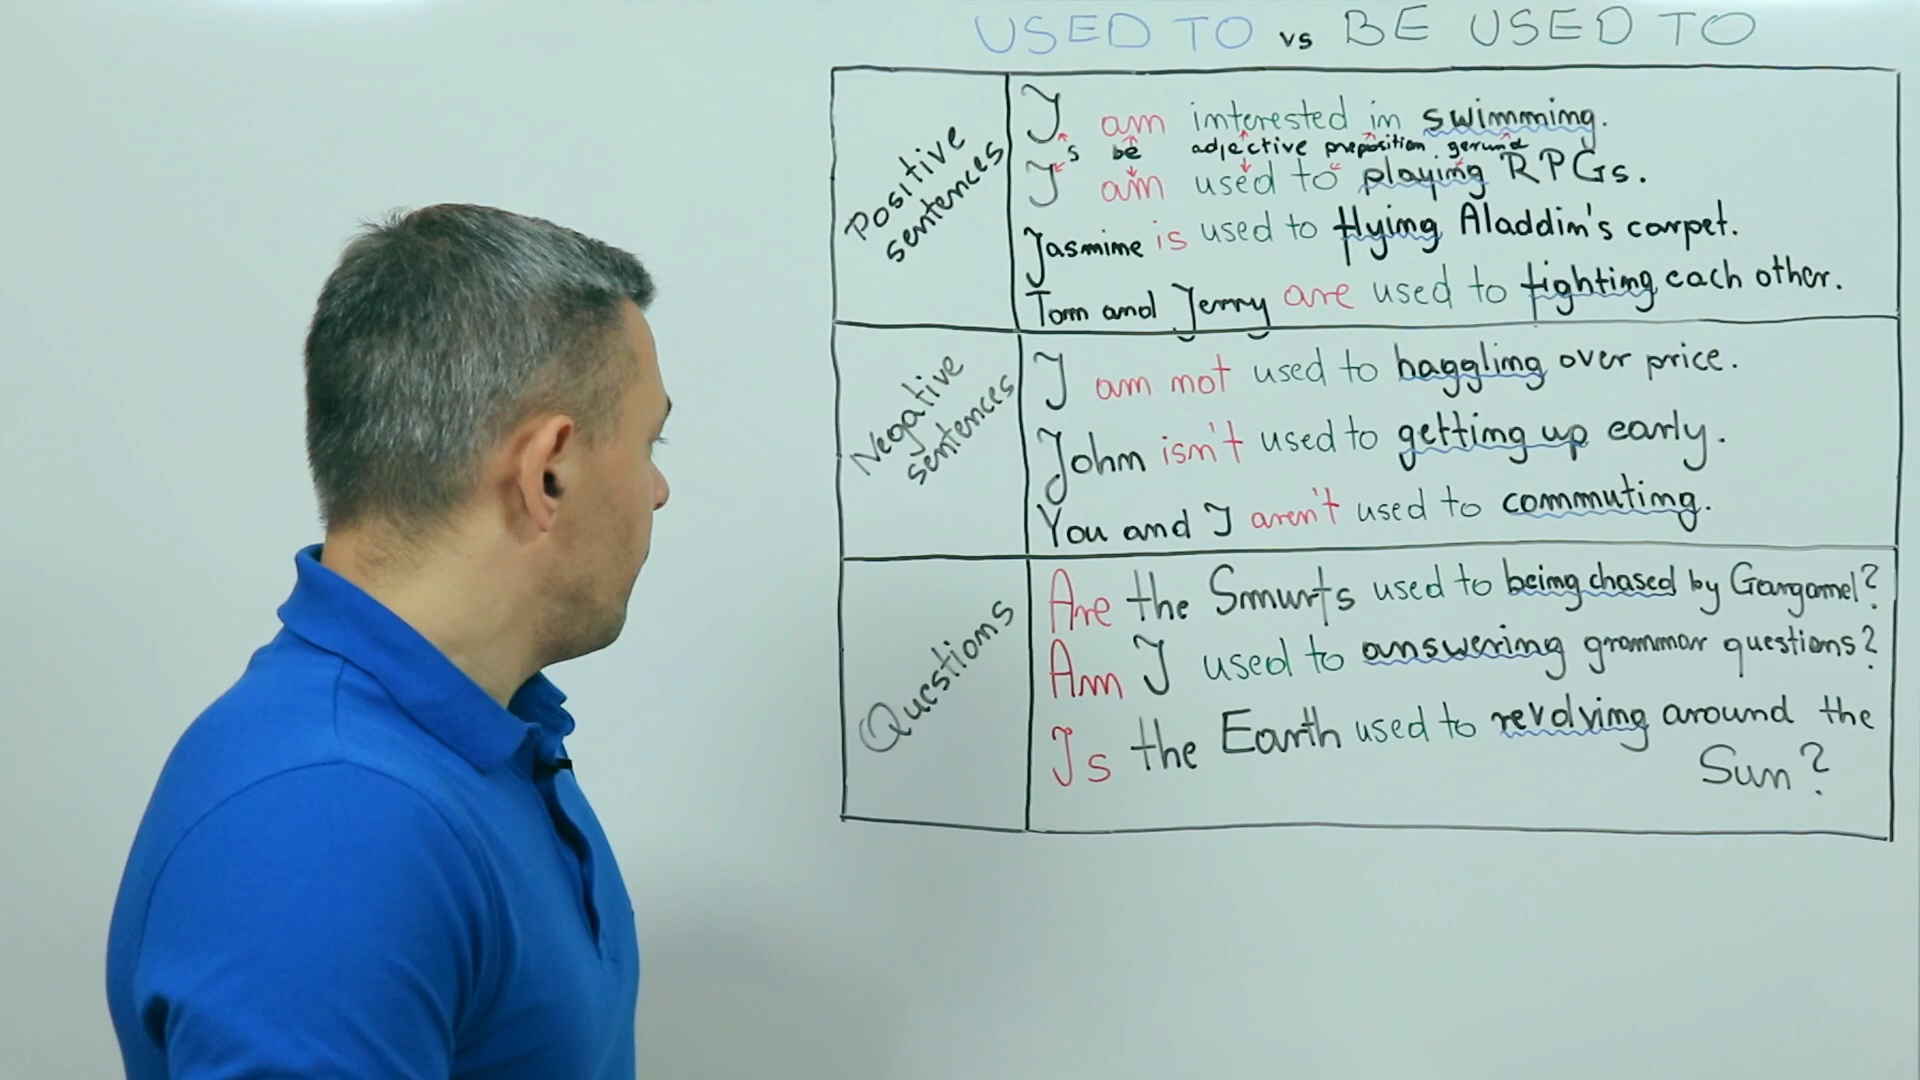 USED TO vs BE USED TO
Positive
sentences
I am interested in swimming.
s be adjective preposition gerund
I am used to playing RPGs.
Jasmine is used to flying Aladdin's carpet.
Tom and Jerry are used to fighting each other.
Negative
sentences
I am not used to haggling over price.
John isn't used to getting up early.
You and I aren't used to commuting.
Questions
Are the Smurfs used to being chased by Gargamel?
Am I used to answering grammar questions?
Is the Earth used to revolving around the
Sun?